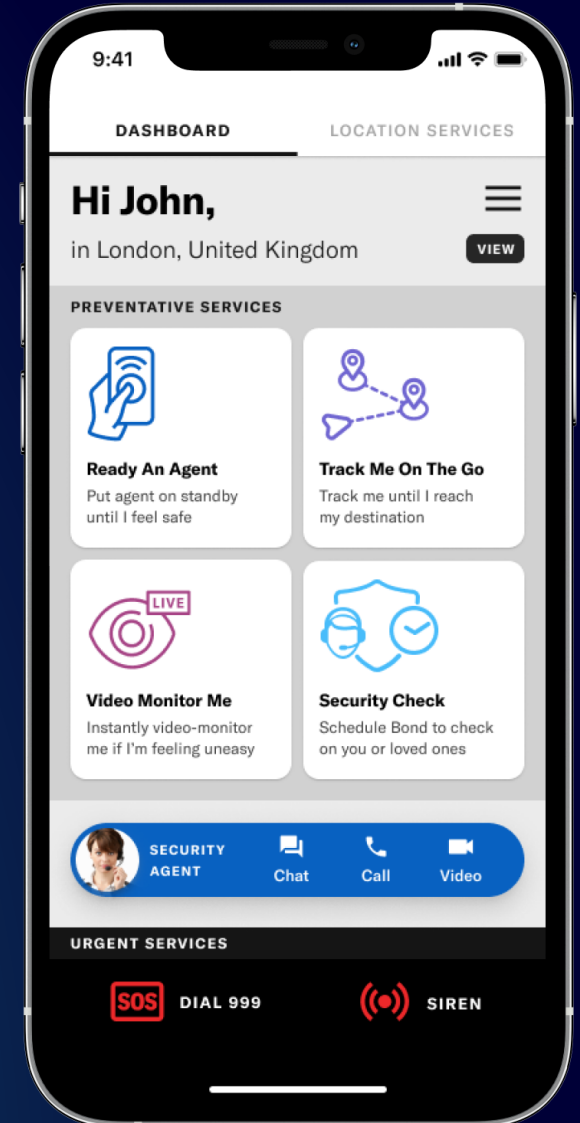 9:41
DASHBOARD
LOCATION SERVICES
Hi John,
in London, United Kingdom
VIEW
PREVENTATIVE SERVICES
Ready An Agent
Put agent on standby
until I feel safe
Track Me On The Go
Track me until I reach
my destination
LIVE
Video Monitor Me
Instantly video-monitor
me if I'm feeling uneasy
Security Check
Schedule Bond to check
on you or loved ones
SECURITY
AGENT
Chat
Call
Video
URGENT SERVICES
SOS
DIAL 999
SIREN